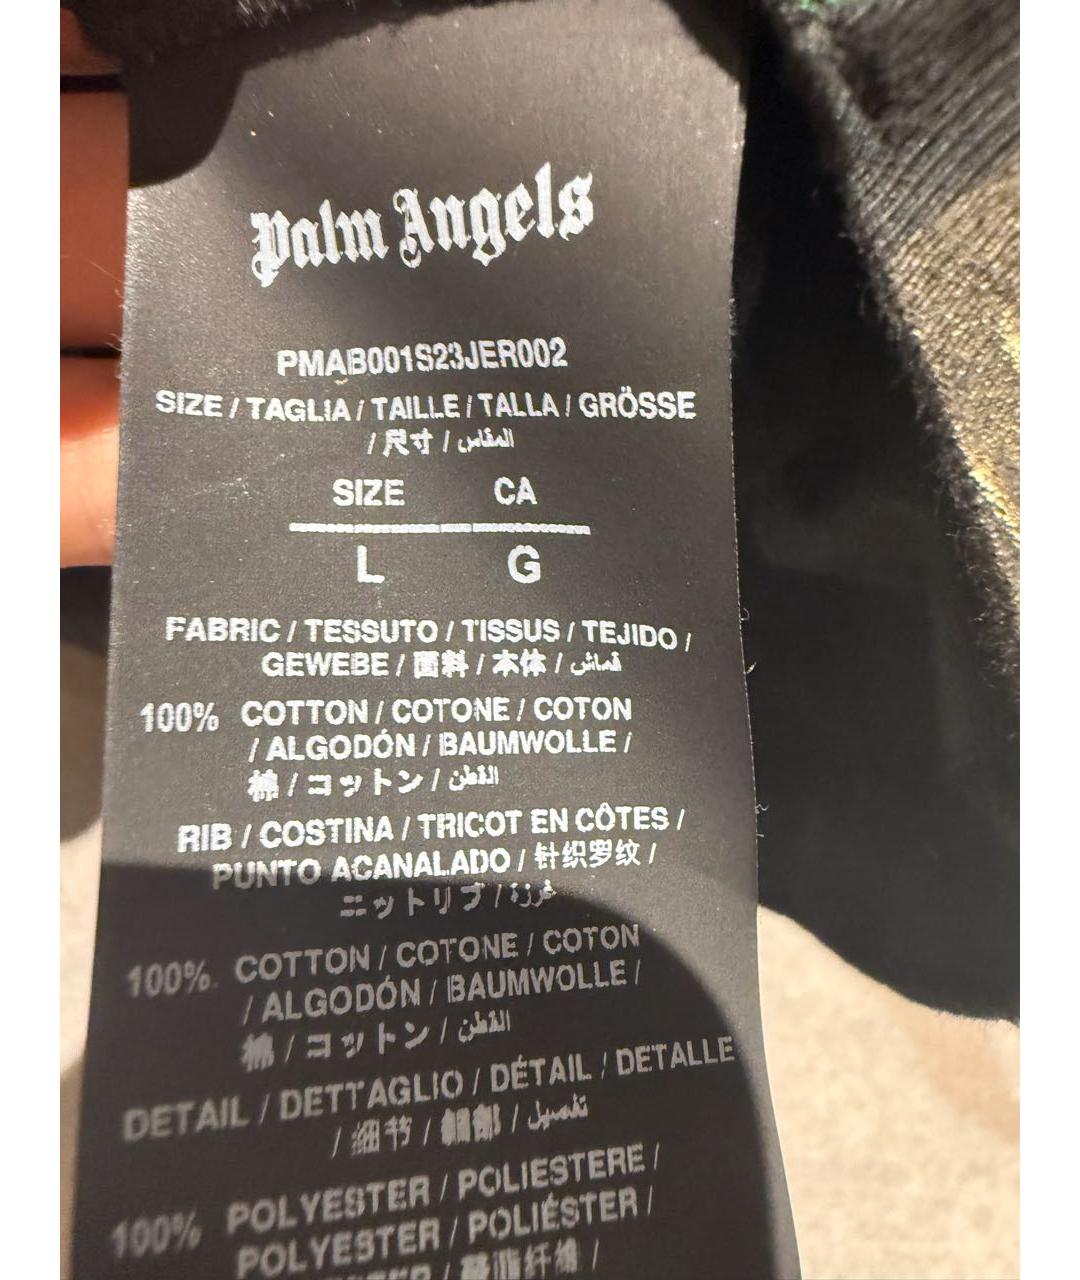 Palm Angels
PMAB001S23JER002
SIZE / TAGLIA / TAILLE / TALLA / GRÖSSE
/ 尺寸 / المقاس
SIZE CA
L G
FABRIC / TESSUTO / TISSUS / TEJIDO /
GEWEBE / 面料 / 本体 / قماش
100% COTTON / COTONE / COTON
/ ALGODÓN / BAUMWOLLE /
棉 / コットン / القطن
RIB / COSTINA / TRICOT EN CÔTES /
PUNTO ACANALADO / 针织罗纹 /
ニットリブ / غرزة
100% COTTON / COTONE / COTON
/ ALGODÓN / BAUMWOLLE /
棉 / コットン / القطن
DETAIL / DETTAGLIO / DÉTAIL / DETALLE
/ 细节 / 細部 / تفصيل
100% POLYESTER / POLIESTERE /
POLYESTER / POLIÉSTER /